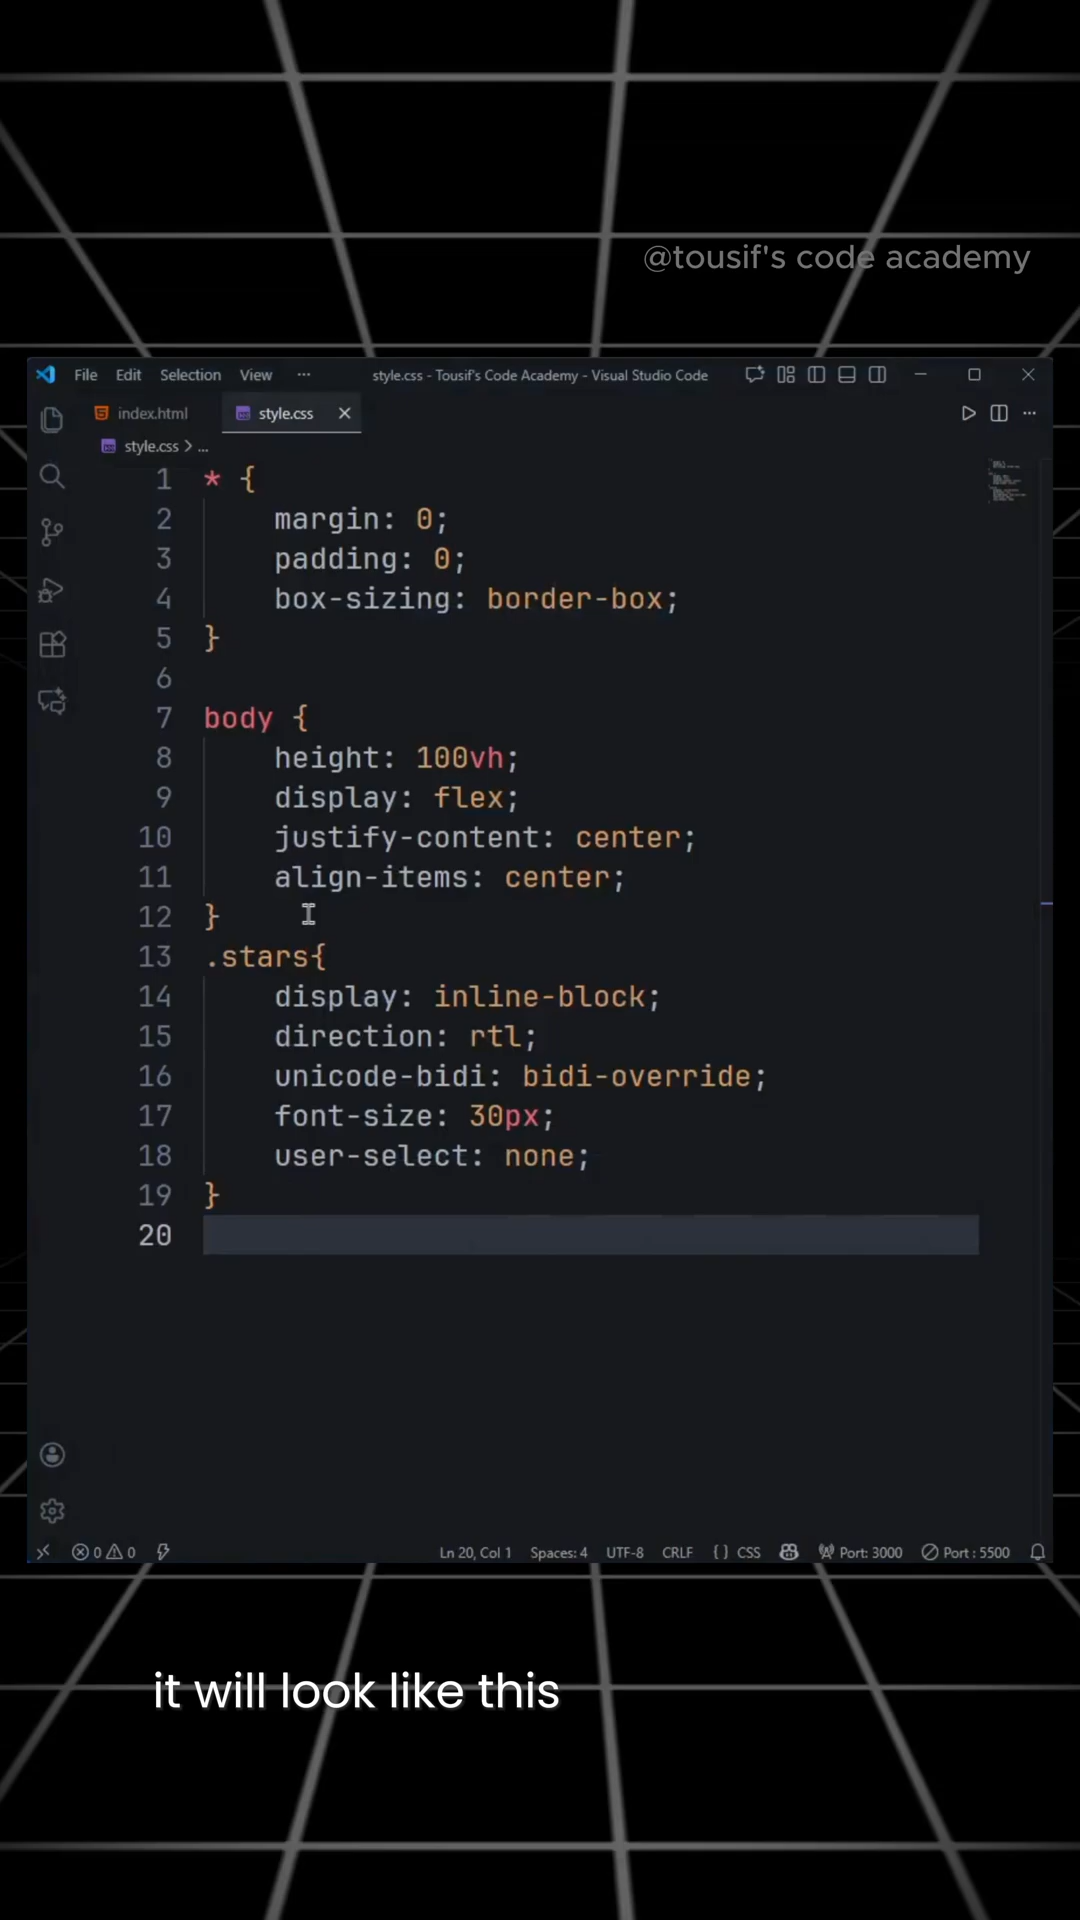 @tousif's code academy
File Edit Selection View ... style.css - Tousif's Code Academy - Visual Studio Code
index.html style.css
style.css > ...
1 * {
2     margin: 0;
3     padding: 0;
4     box-sizing: border-box;
5 }
6
7 body {
8     height: 100vh;
9     display: flex;
10     justify-content: center;
11     align-items: center;
12 }
13 .stars{
14     display: inline-block;
15     direction: rtl;
16     unicode-bidi: bidi-override;
17     font-size: 30px;
18     user-select: none;
19 }
20
0 0 Ln 20, Col 1 Spaces: 4 UTF-8 CRLF { } CSS Port: 3000 Port : 5500
it will look like this